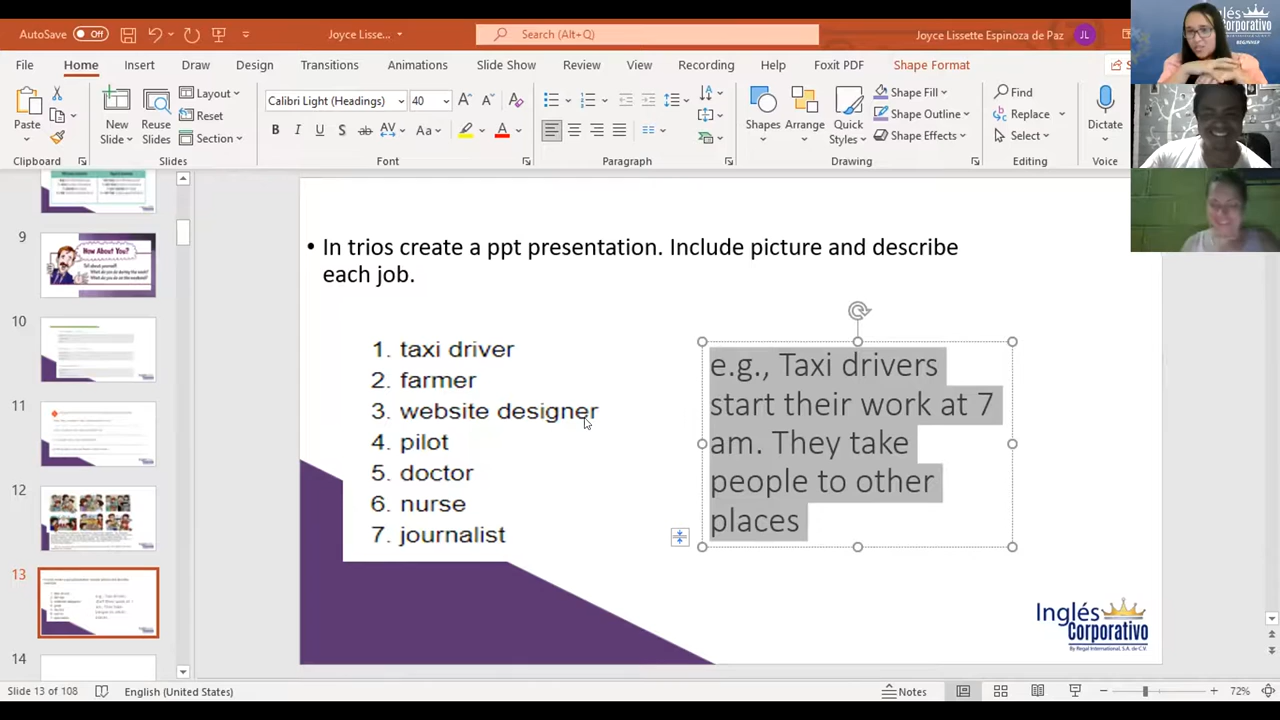 AutoSave Off Joyce Lisse... Search (Alt+Q) Joyce Lissette Espinoza de Paz JL
File Home Insert Draw Design Transitions Animations Slide Show Review View Recording Help Foxit PDF Shape Format
Paste New Slide Reuse Slides Layout Reset Section
Calibri Light (Headings) 40
Shapes Arrange Quick Styles Shape Fill Shape Outline Shape Effects
Find Replace Select Dictate
Clipboard Slides Font Paragraph Drawing Editing Voice
Inglés
Corporativo
BEGINNER
9
How About You?
10
11
12
13
14
• In trios create a ppt presentation. Include picture and describe
each job.
1. taxi driver
2. farmer
3. website designer
4. pilot
5. doctor
6. nurse
7. journalist
e.g., Taxi drivers
start their work at 7
am. They take
people to other
places
Inglés
Corporativo
By Regal International, S.A. de C.V.
Slide 13 of 108 English (United States) Notes 72%